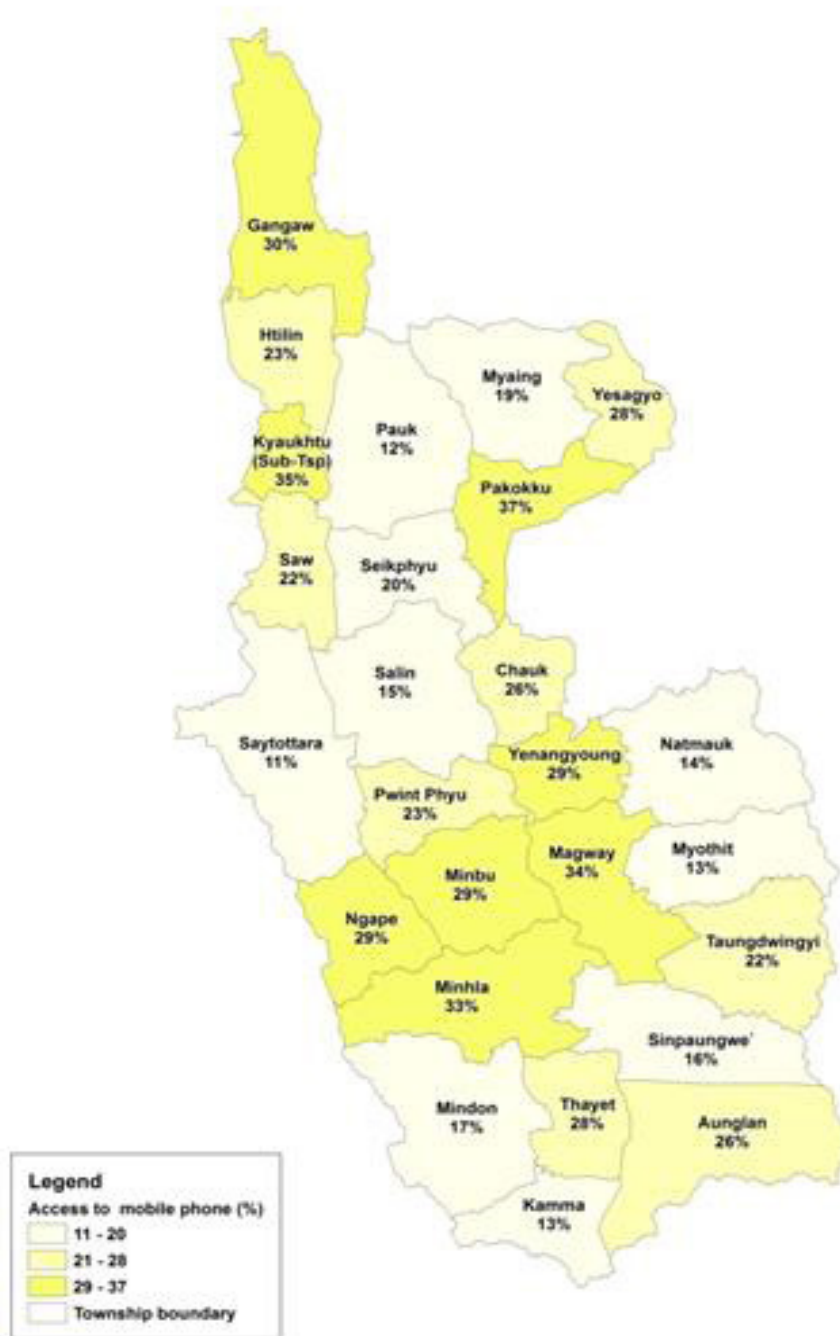 Gangaw
30%
Htilin
23%
Myaing
19%
Yesagyo
28%
Pauk
12%
Kyaukhtu
(Sub-Tsp)
35%
Pakokku
37%
Saw
22%
Seikphyu
20%
Salin
15%
Chauk
26%
Saytottara
11%
Yenangyoung
29%
Natmauk
14%
Pwint Phyu
23%
Magway
34%
Myothit
13%
Minbu
29%
Ngape
29%
Taungdwingyi
22%
Minhla
33%
Sinpaungwe'
16%
Mindon
17%
Thayet
28%
Aunglan
26%
Kamma
13%
Legend
Access to mobile phone (%)
11 - 20
21 - 28
29 - 37
Township boundary